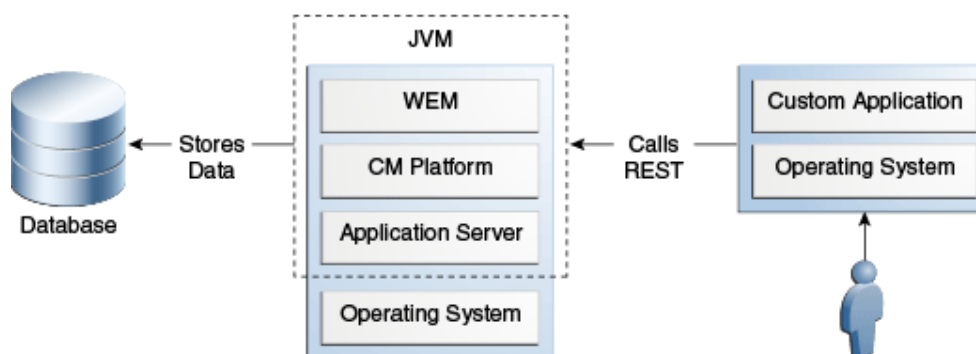 JVM
WEM
CM Platform
Application Server
Operating System
Stores
Data
Database
Calls
REST
Custom Application
Operating System